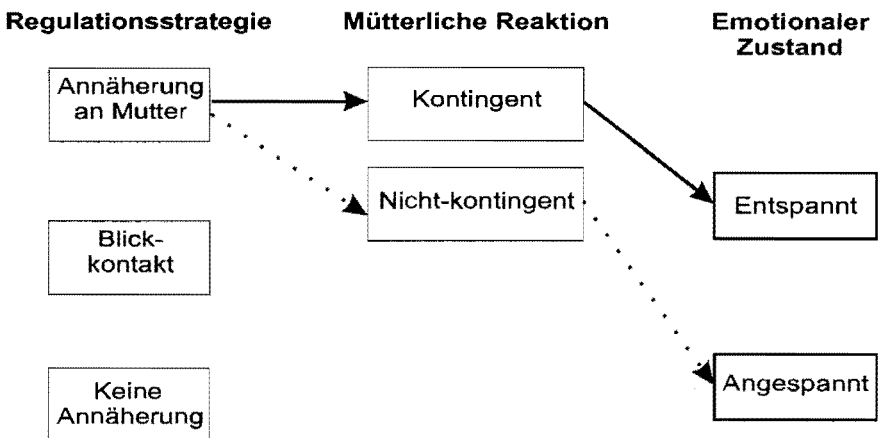 Regulationsstrategie
Mütterliche Reaktion
Emotionaler
Zustand
Annäherung
an Mutter
Kontingent
Nicht-kontingent
Entspannt
Blick-
kontakt
Angespannt
Keine
Annäherung